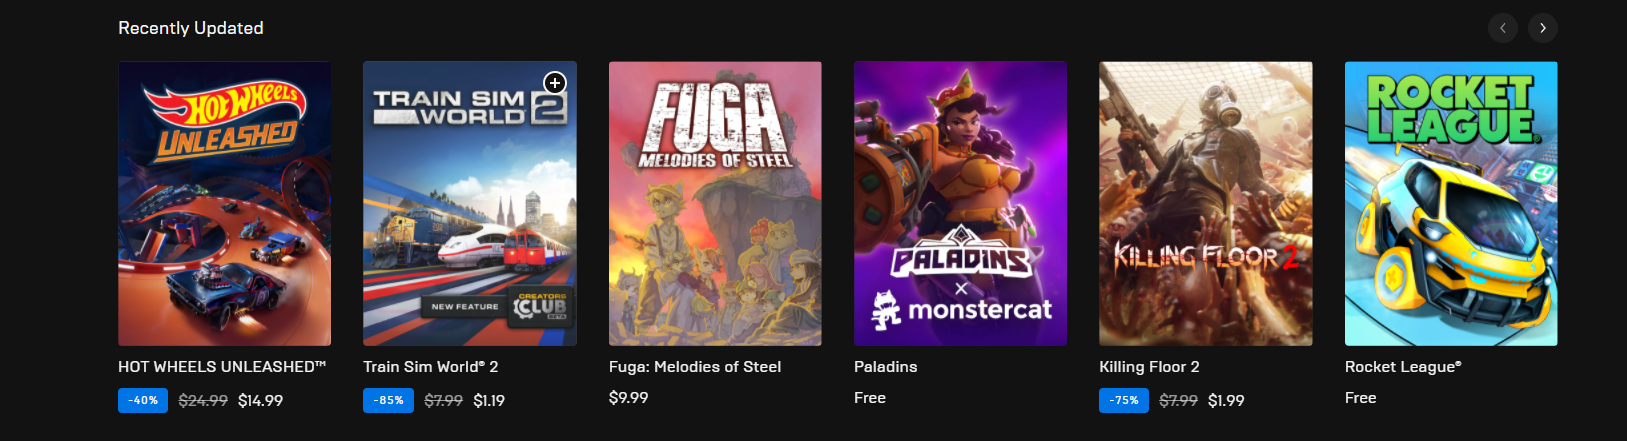 Recently Updated
HOT WHEELS
UNLEASHED
TRAIN SIM
WORLD 2
NEW FEATURE
CREATORS
CLUB
BETA
FUGA
MELODIES OF STEEL
PALADINS
×
monstercat
KILLING FLOOR 2
ROCKET
LEAGUE®
HOT WHEELS UNLEASHED™
-40% $24.99 $14.99
Train Sim World® 2
-85% $7.99 $1.19
Fuga: Melodies of Steel
$9.99
Paladins
Free
Killing Floor 2
-75% $7.99 $1.99
Rocket League®
Free